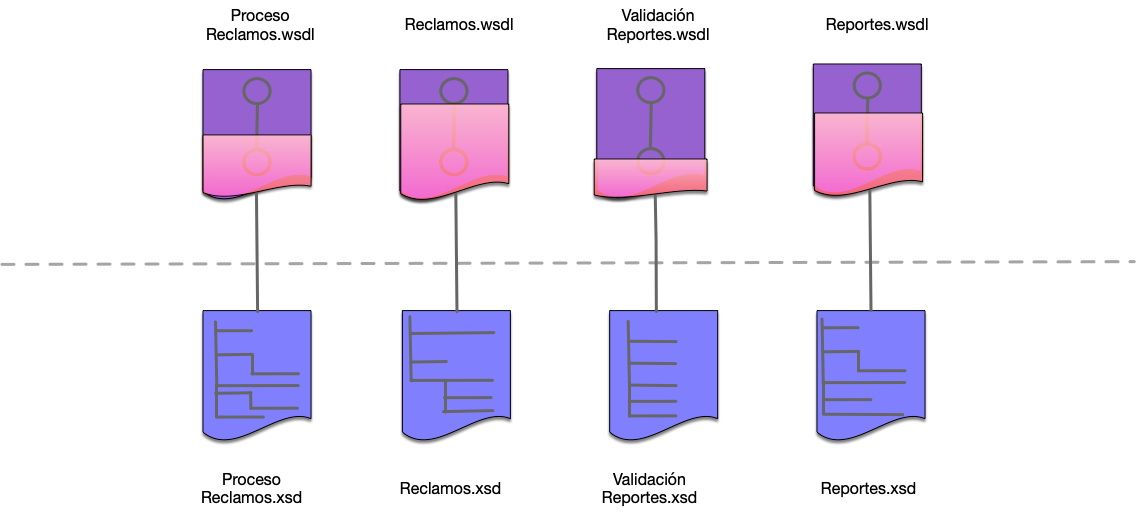 Proceso
Reclamos.wsdl
Reclamos.wsdl
Validación
Reportes.wsdl
Reportes.wsdl
Proceso
Reclamos.xsd
Reclamos.xsd
Validación
Reportes.xsd
Reportes.xsd